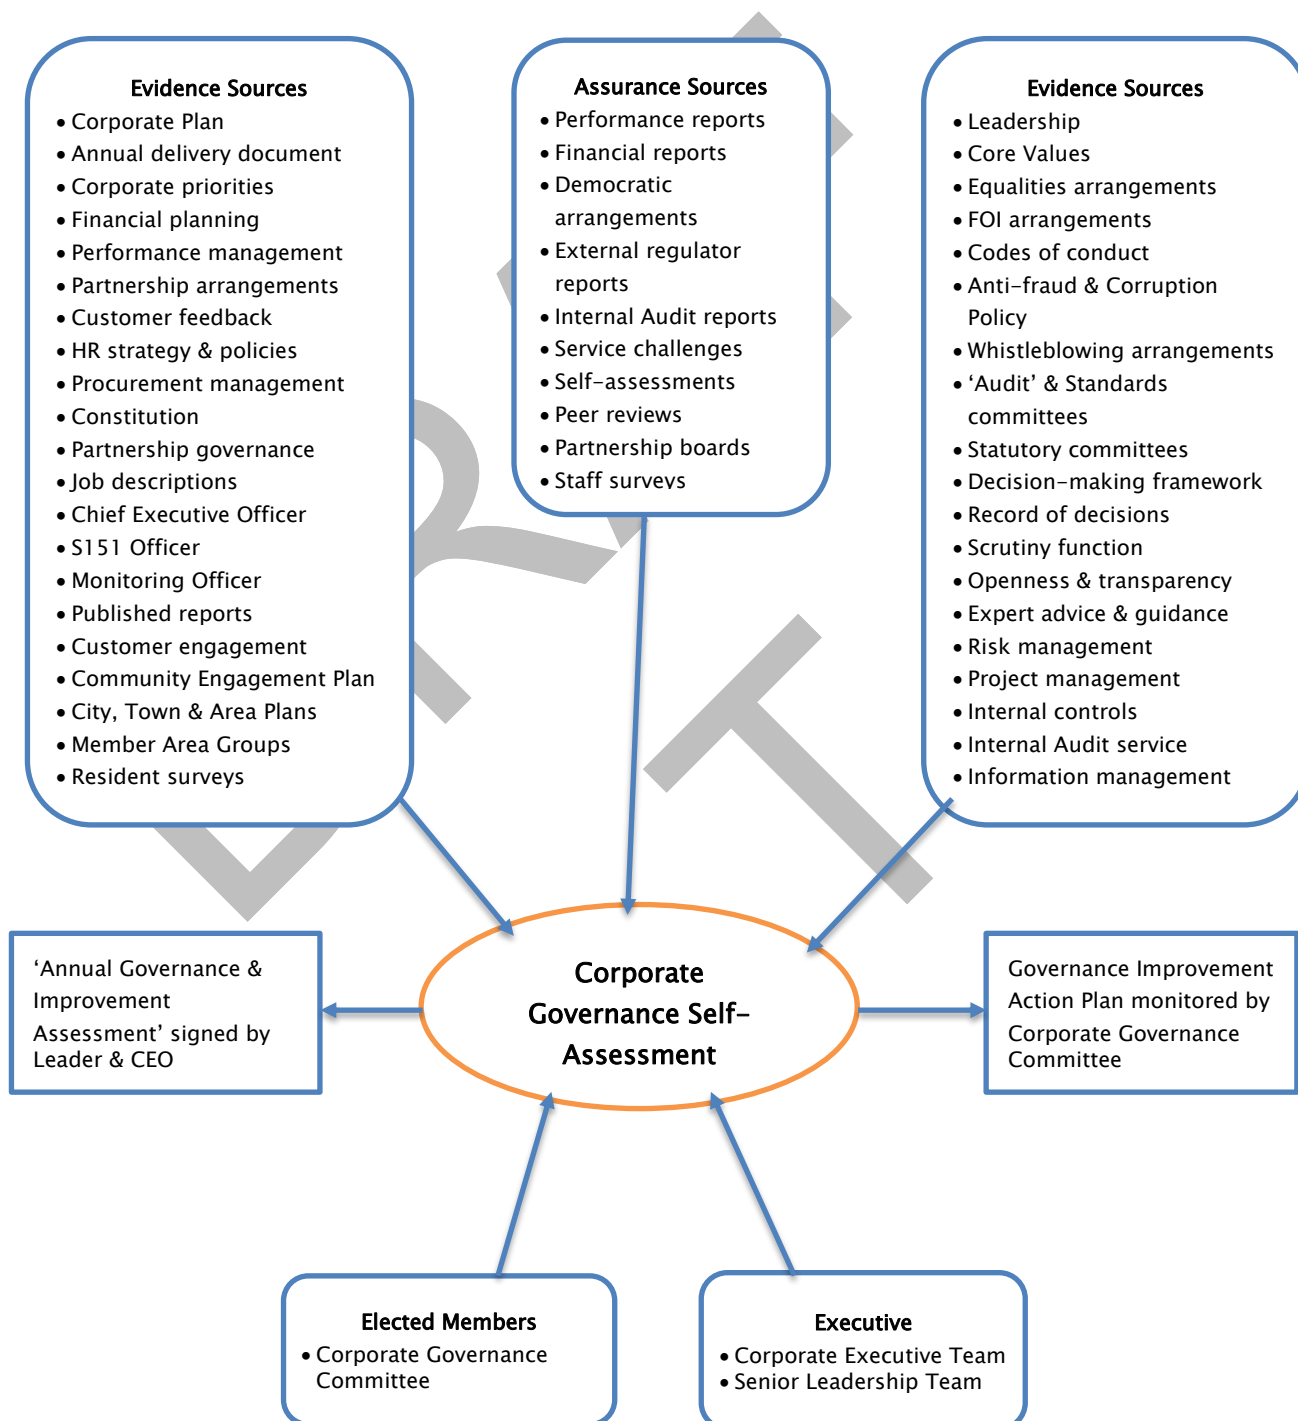 Evidence Sources
• Corporate Plan
• Annual delivery document
• Corporate priorities
• Financial planning
• Performance management
• Partnership arrangements
• Customer feedback
• HR strategy & policies
• Procurement management
• Constitution
• Partnership governance
• Job descriptions
• Chief Executive Officer
• S151 Officer
• Monitoring Officer
• Published reports
• Customer engagement
• Community Engagement Plan
• City, Town & Area Plans
• Member Area Groups
• Resident surveys
Assurance Sources
• Performance reports
• Financial reports
• Democratic
arrangements
• External regulator
reports
• Internal Audit reports
• Service challenges
• Self-assessments
• Peer reviews
• Partnership boards
• Staff surveys
Evidence Sources
• Leadership
• Core Values
• Equalities arrangements
• FOI arrangements
• Codes of conduct
• Anti-fraud & Corruption
Policy
• Whistleblowing arrangements
• ‘Audit’ & Standards
committees
• Statutory committees
• Decision-making framework
• Record of decisions
• Scrutiny function
• Openness & transparency
• Expert advice & guidance
• Risk management
• Project management
• Internal controls
• Internal Audit service
• Information management
‘Annual Governance &
Improvement
Assessment’ signed by
Leader & CEO
Corporate
Governance Self-
Assessment
Governance Improvement
Action Plan monitored by
Corporate Governance
Committee
Elected Members
• Corporate Governance
Committee
Executive
• Corporate Executive Team
• Senior Leadership Team
DRAFT